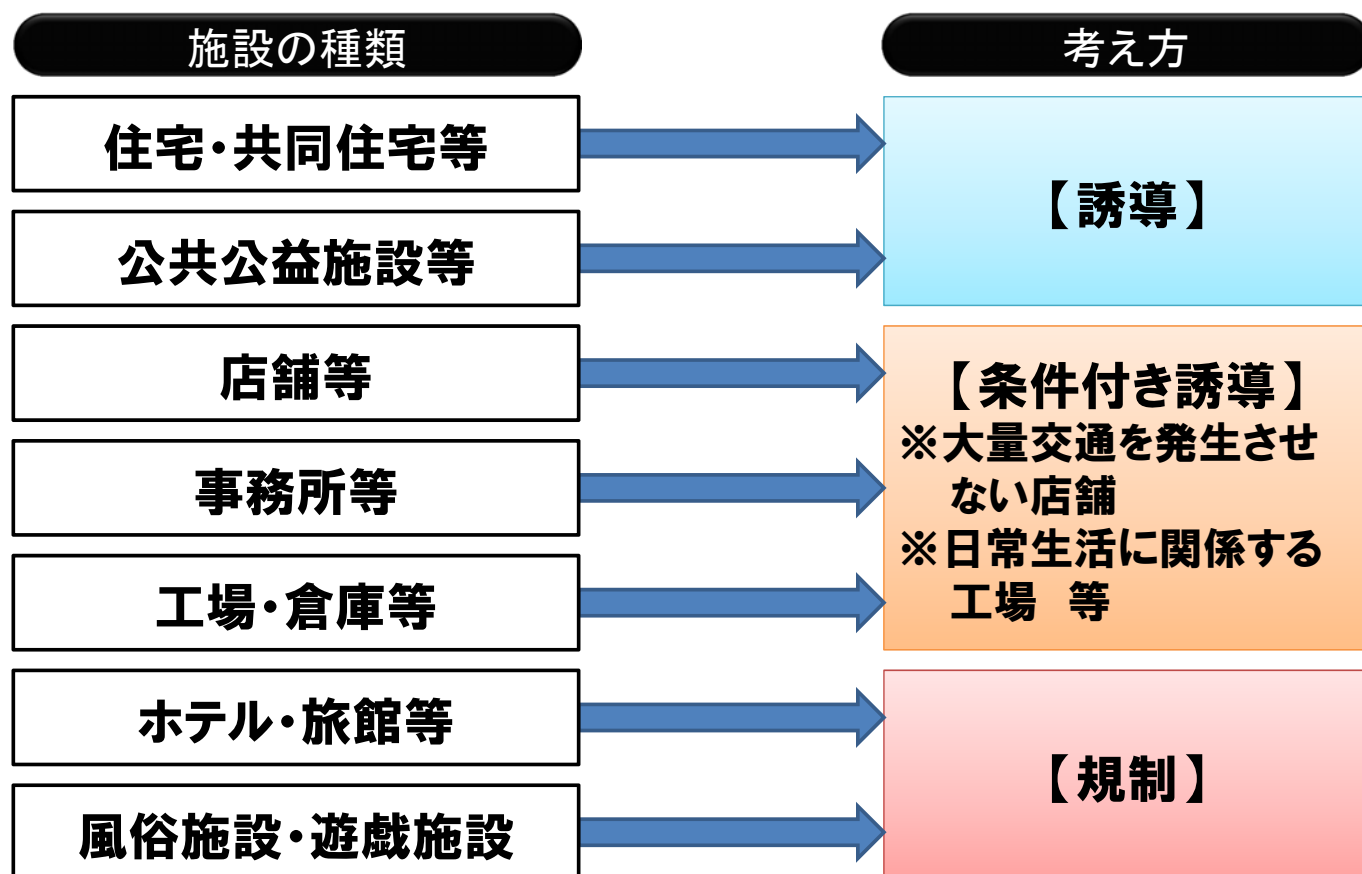 施設の種類
考え方
住宅・共同住宅等
公共公益施設等
店舗等
事務所等
工場・倉庫等
ホテル・旅館等
風俗施設・遊戯施設
【誘導】
【条件付き誘導】
※大量交通を発生させ
ない店舗
※日常生活に関係する
工場　等
【規制】